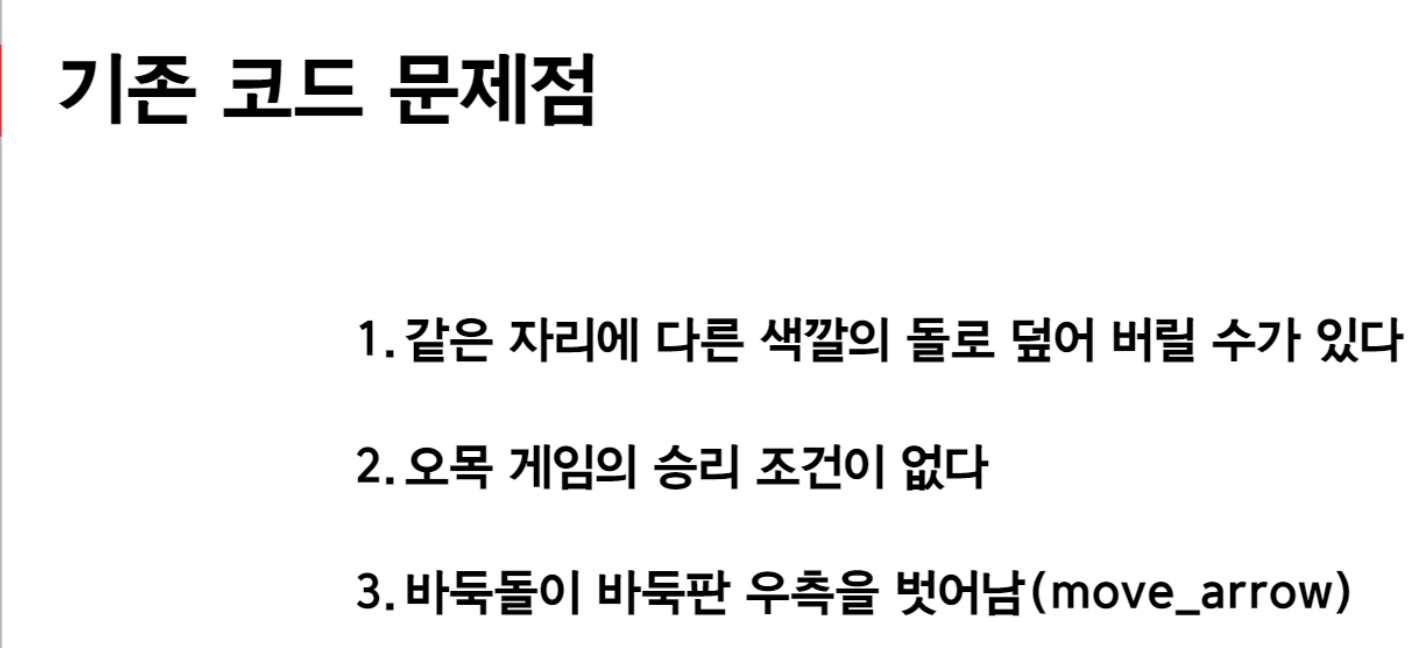 기존 코드 문제점
1. 같은 자리에 다른 색깔의 돌로 덮어 버릴 수가 있다
2. 오목 게임의 승리 조건이 없다
3. 바둑돌이 바둑판 우측을 벗어남(move_arrow)